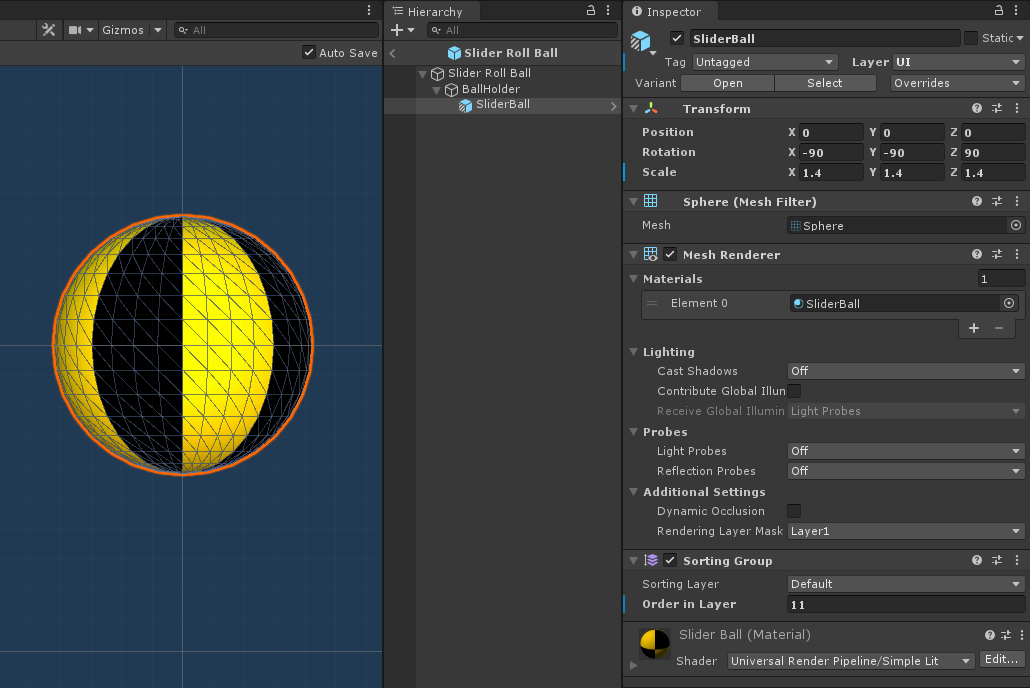 Hierarchy
Inspector
Gizmos
All
All
SliderBall
Static
Auto Save
Slider Roll Ball
Tag Untagged
Layer UI
Slider Roll Ball
Variant Open Select Overrides
BallHolder
SliderBall
Transform
Position X 0 Y 0 Z 0
Rotation X -90 Y -90 Z 90
Scale X 1.4 Y 1.4 Z 1.4
Sphere (Mesh Filter)
Mesh Sphere
Mesh Renderer
Materials 1
Element 0 SliderBall
Lighting
Cast Shadows Off
Contribute Global Illun
Receive Global Illumin Light Probes
Probes
Light Probes Off
Reflection Probes Off
Additional Settings
Dynamic Occlusion
Rendering Layer Mask Layer1
Sorting Group
Sorting Layer Default
Order in Layer 11
Slider Ball (Material)
Shader Universal Render Pipeline/Simple Lit Edit...